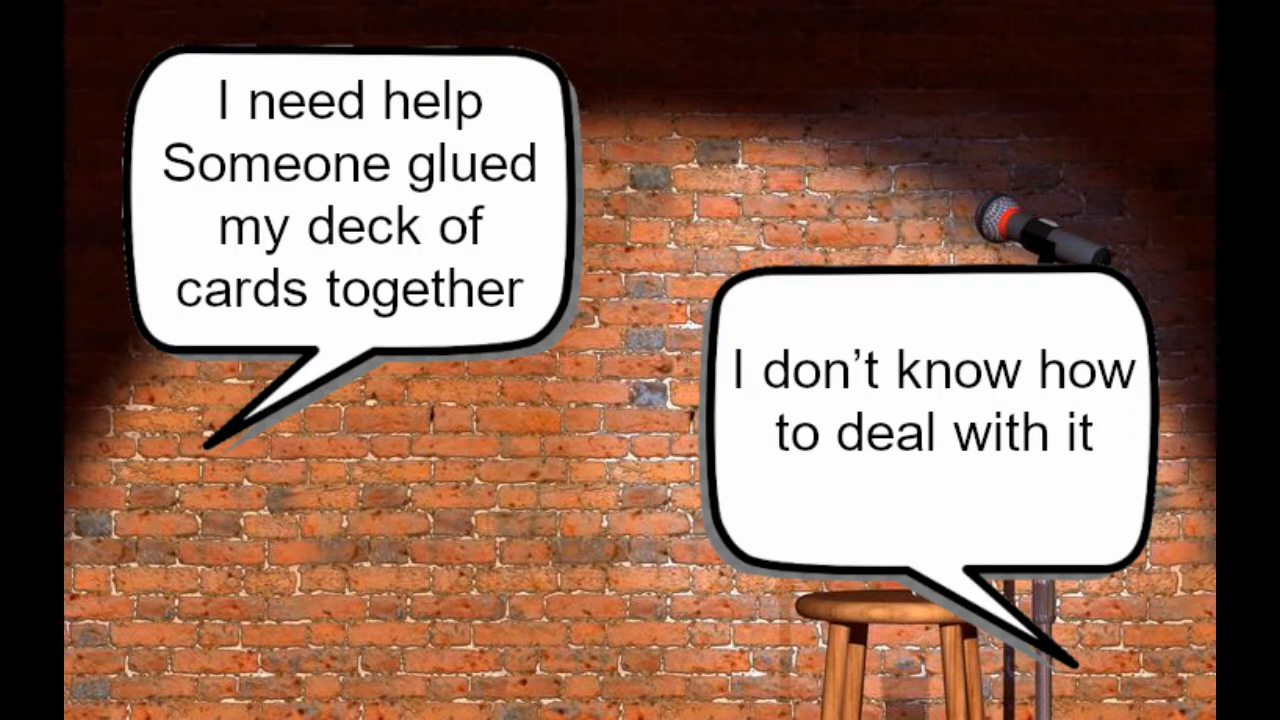 I need help
Someone glued
my deck of
cards together
I don’t know how
to deal with it